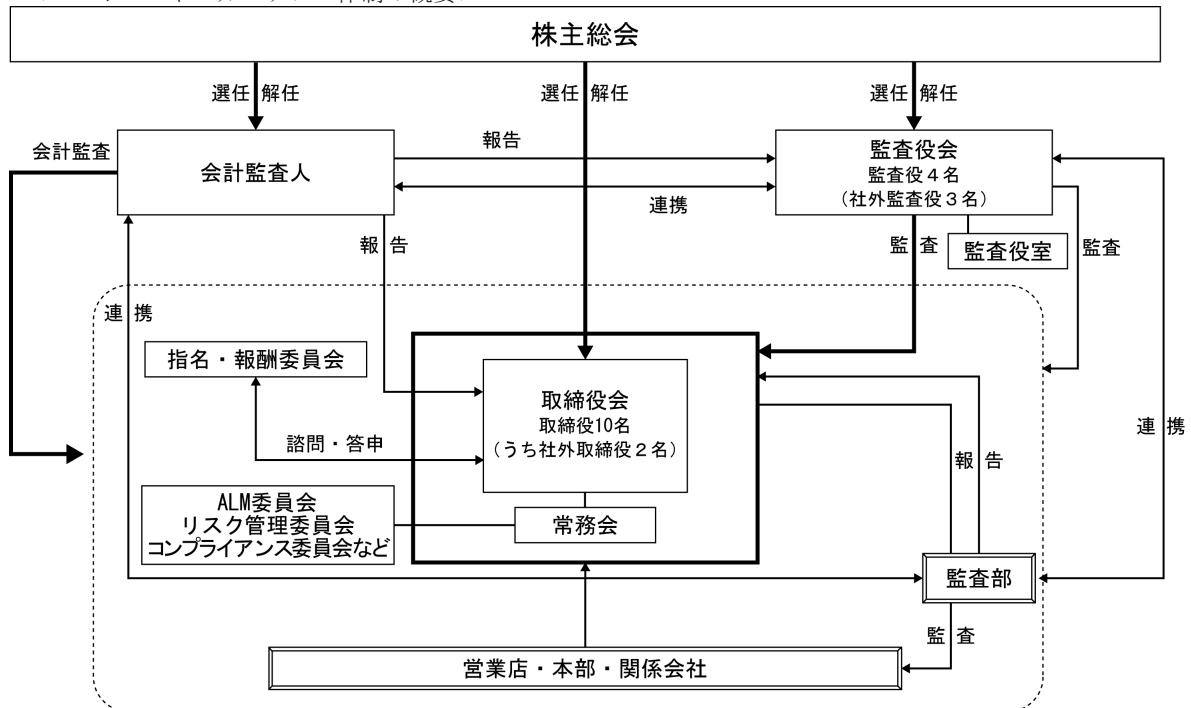 株主総会
選任 解任
選任 解任
選任 解任
会計監査
会計監査人
報告
連携
監査役会
監査役4名
(社外監査役3名)
報告
監査
監査役室
監査
連携
指名・報酬委員会
取締役会
取締役10名
(うち社外取締役2名)
諮問・答申
連携
報告
ALM委員会
リスク管理委員会
コンプライアンス委員会など
常務会
監査部
監査
営業店・本部・関係会社